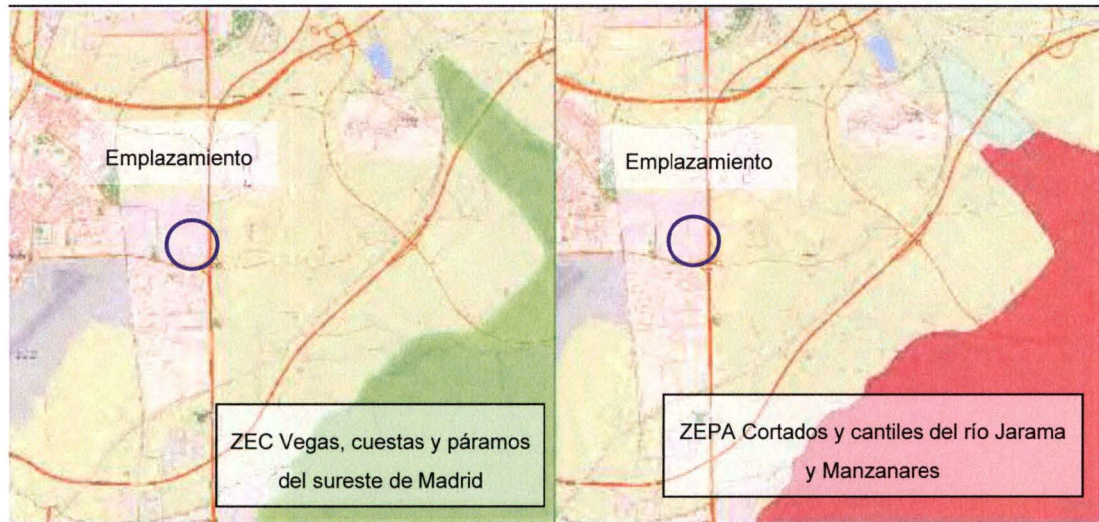 Emplazamiento
ZEC Vegas, cuestas y páramos
del sureste de Madrid
Emplazamiento
ZEPA Cortados y cantiles del río Jarama
y Manzanares